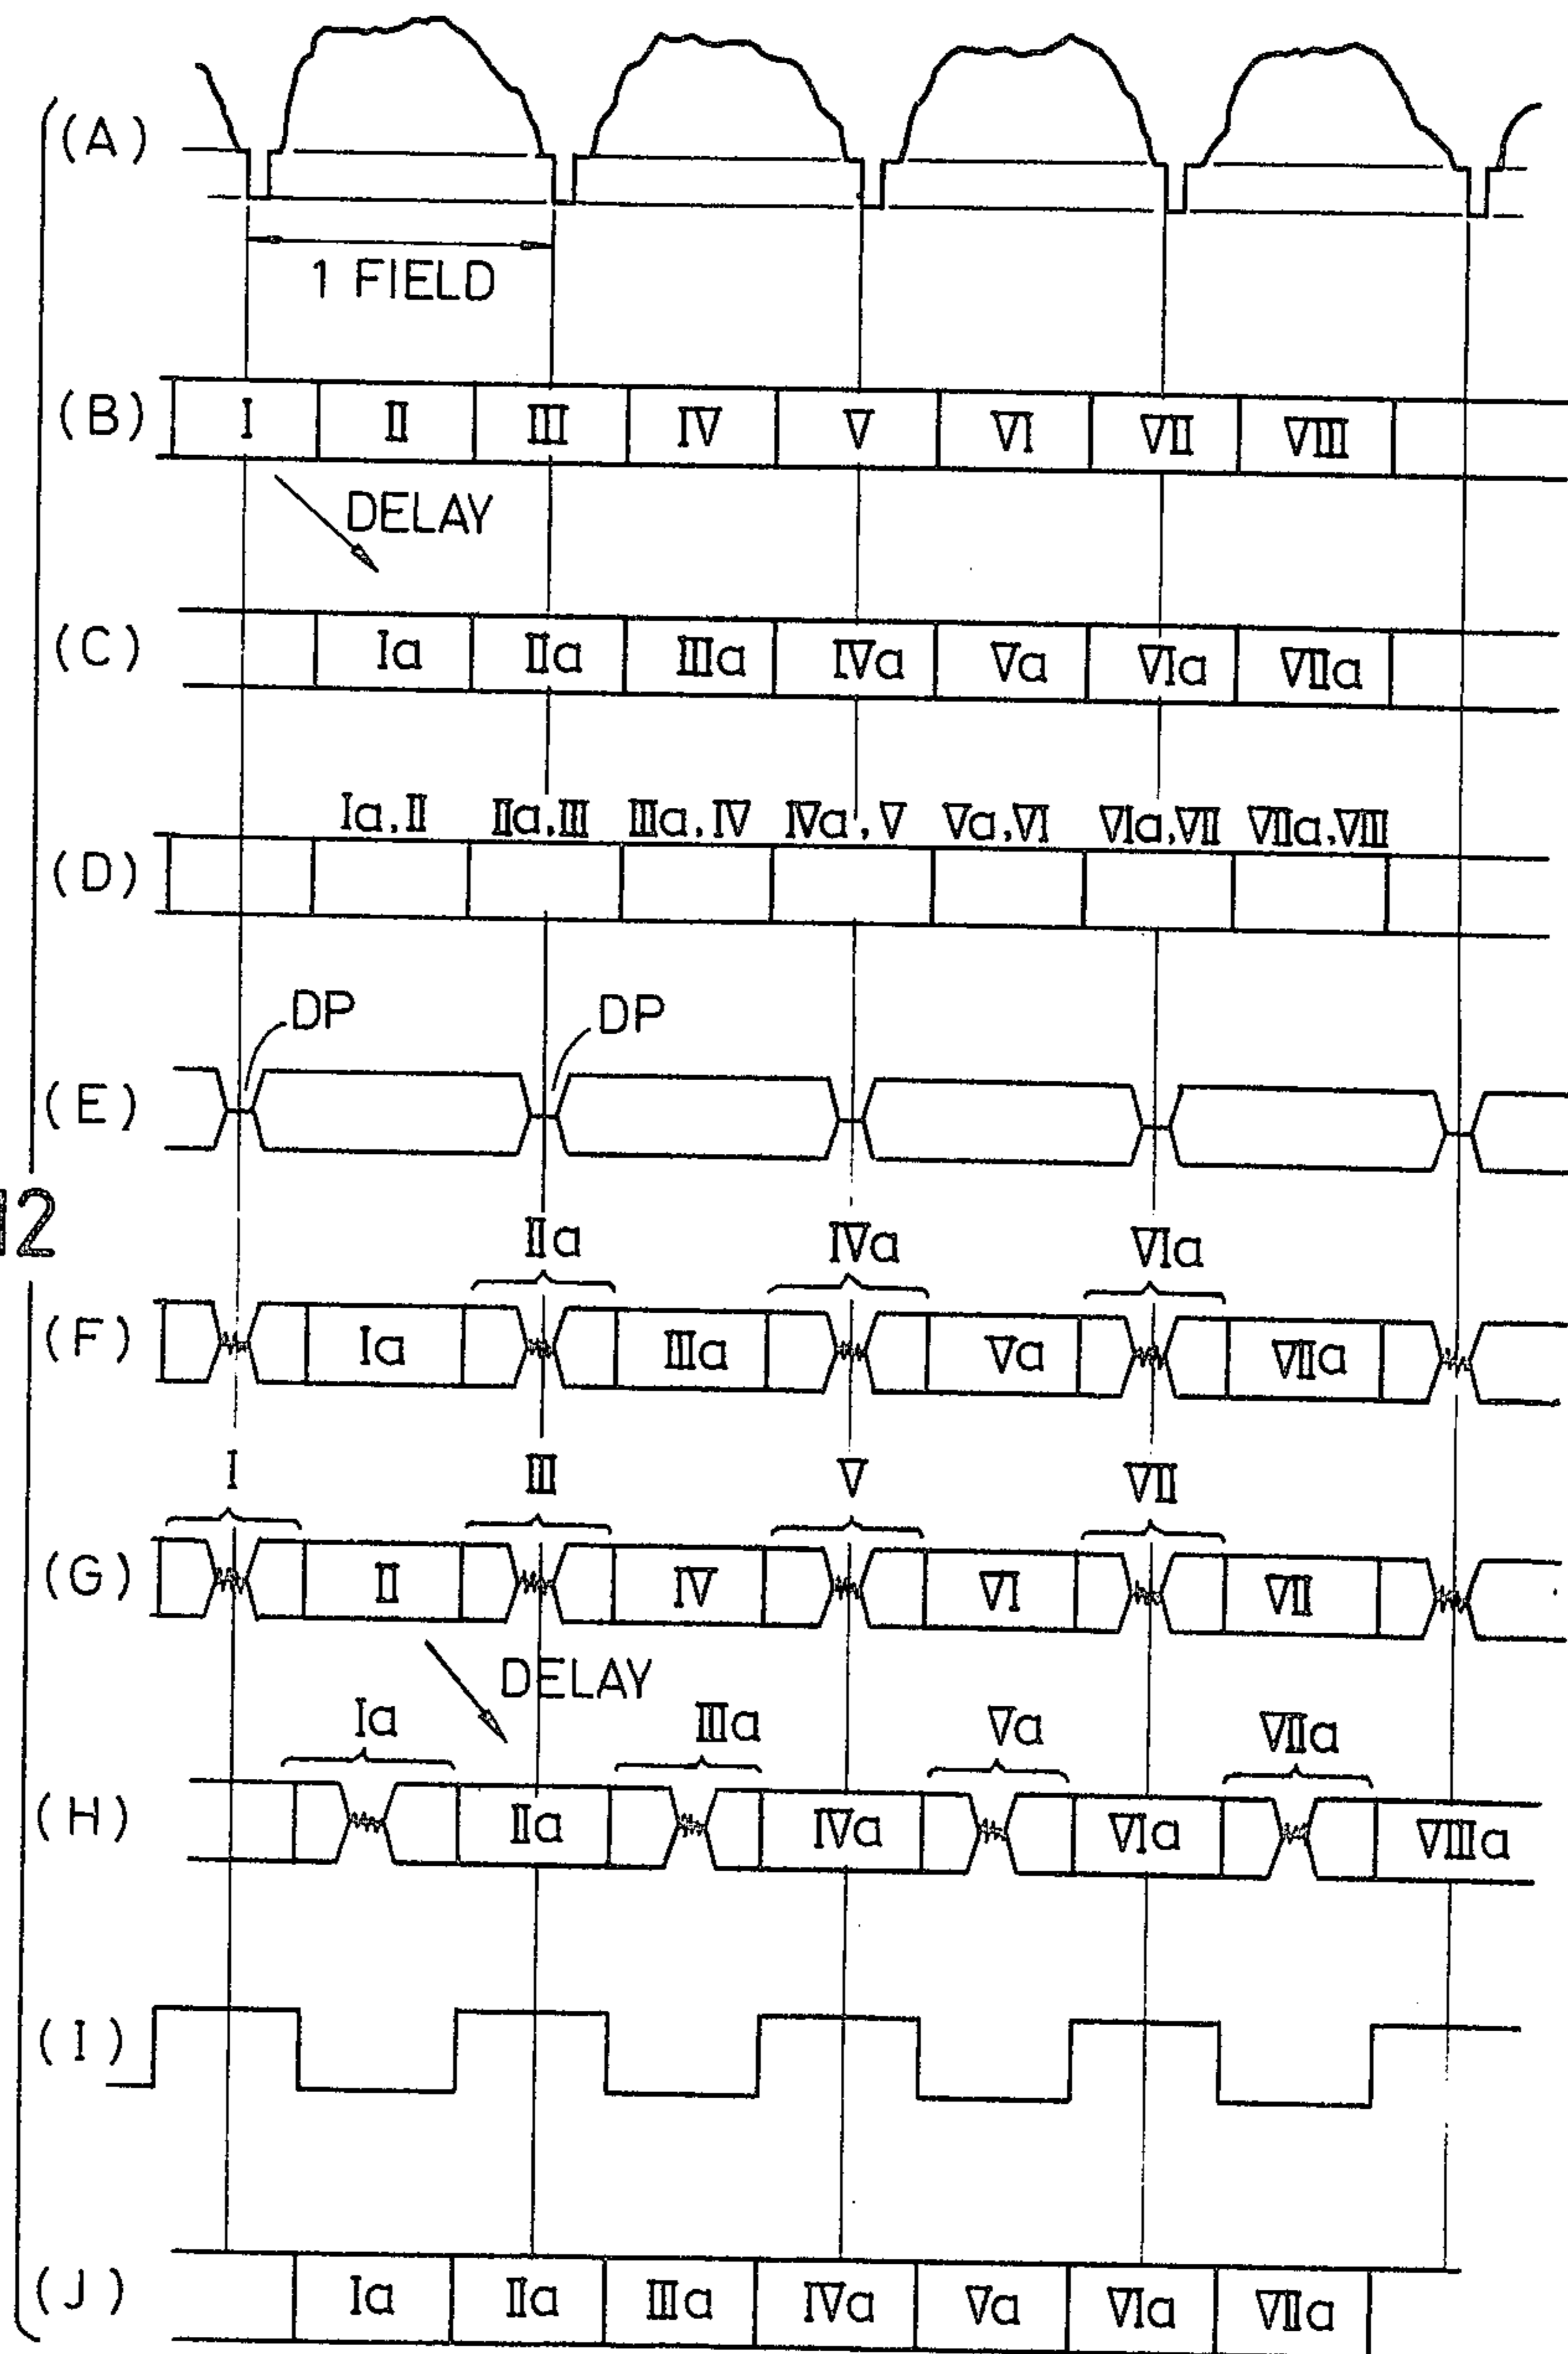 (A)
1 FIELD
(B) I II III IV V VI VII VIII
DELAY
(C) Ia IIa IIIa IVa Va VIa VIIa
Ia,II IIa,III IIIa,IV IVa,V Va,VI VIa,VII VIIa,VIII
(D)
DP DP
(E)
12
IIa IVa VIa
(F) Ia IIIa Va VIIa
I III V VII
(G) II IV VI VII
DELAY
Ia IIIa Va VIIa
(H) IIa IVa VIa VIIIa
(I)
(J) Ia IIa IIIa IVa Va VIa VIIa